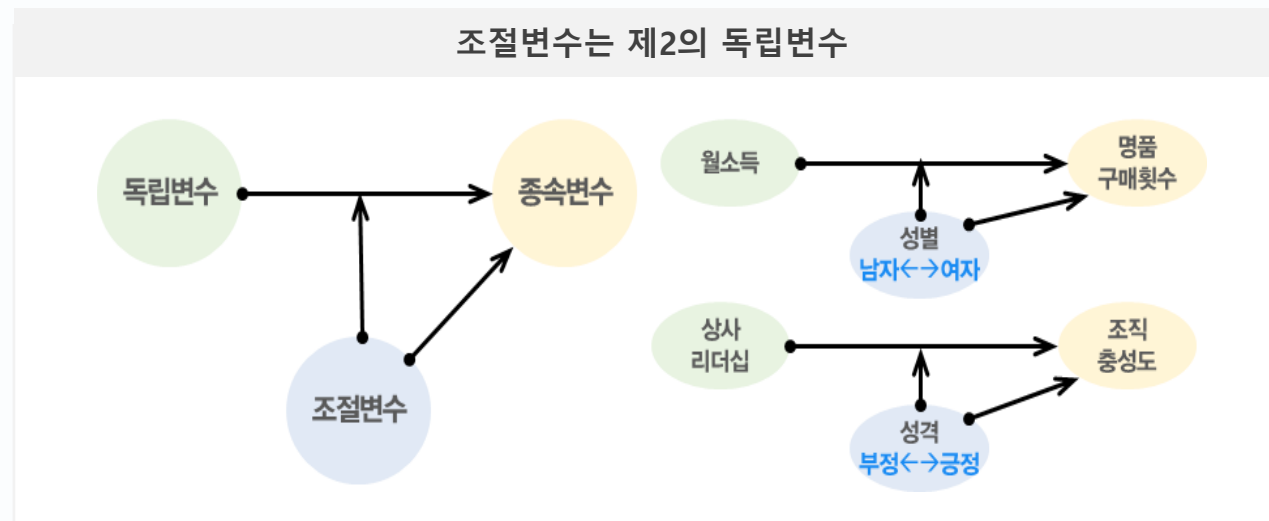 조절변수는 제2의 독립변수
독립변수
종속변수
조절변수
월소득
명품
구매횟수
성별
남자←→여자
상사
리더십
조직
충성도
성격
부정←→긍정